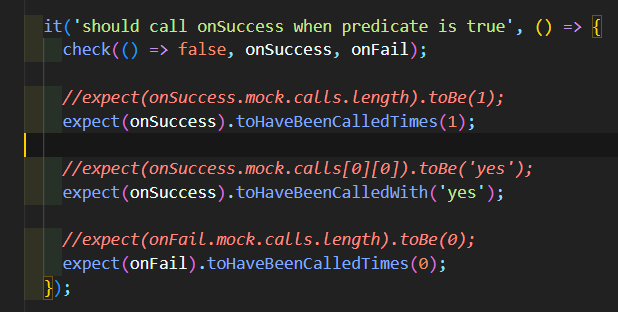 it('should call onSuccess when predicate is true', () => {
check(() => false, onSuccess, onFail);
//expect(onSuccess.mock.calls.length).toBe(1);
expect(onSuccess).toHaveBeenCalledTimes(1);
//expect(onSuccess.mock.calls[0][0]).toBe('yes');
expect(onSuccess).toHaveBeenCalledWith('yes');
//expect(onFail.mock.calls.length).toBe(0);
expect(onFail).toHaveBeenCalledTimes(0);
});